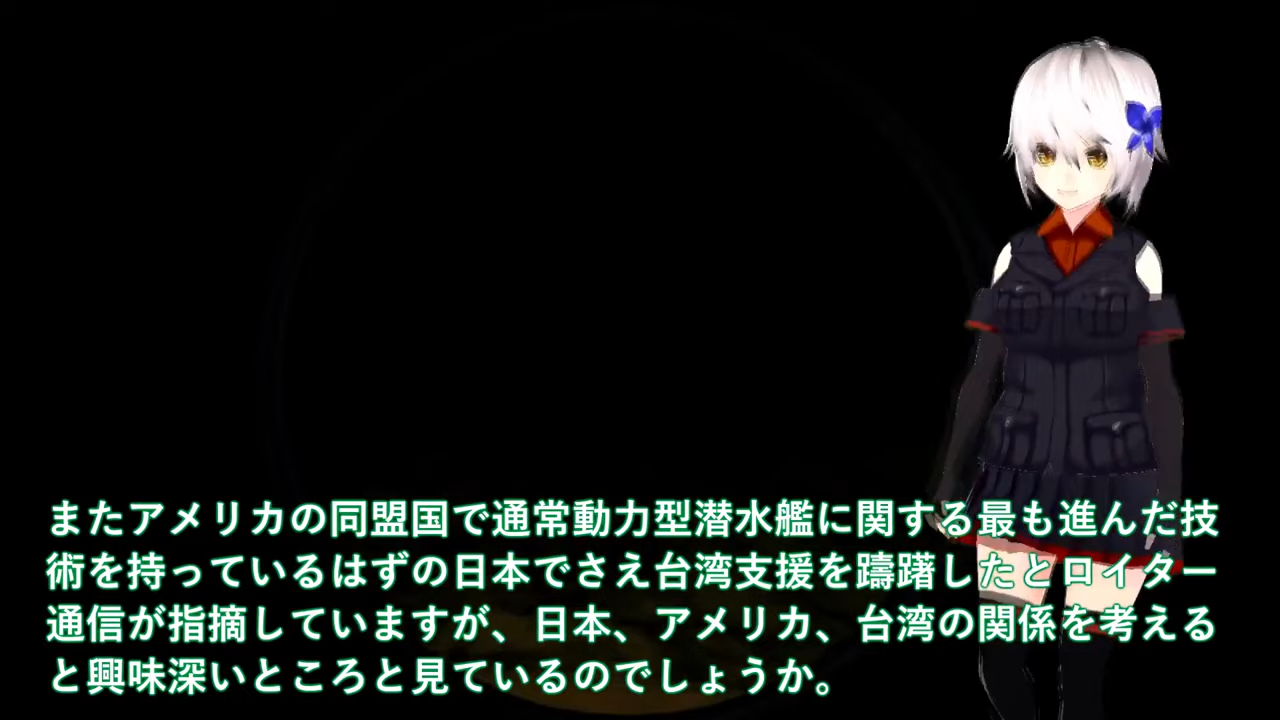 またアメリカの同盟国で通常動力型潜水艦に関する最も進んだ技
術を持っているはずの日本でさえ台湾支援を躊躇したとロイター
通信が指摘していますが、日本、アメリカ、台湾の関係を考える
と興味深いところと見ているのでしょうか。